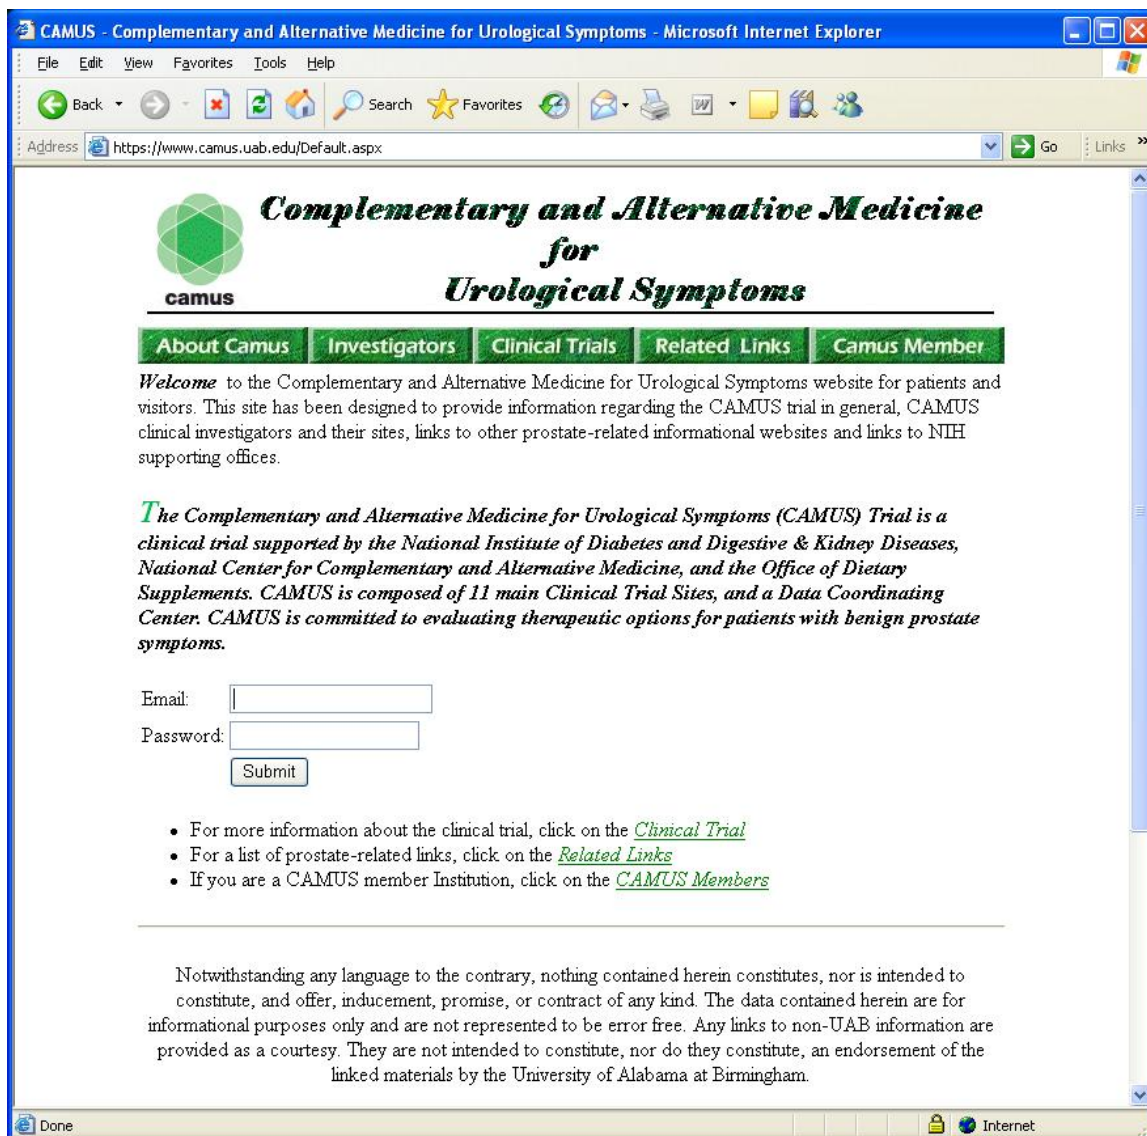 CAMUS - Complementary and Alternative Medicine for Urological Symptoms - Microsoft Internet Explorer
File Edit View Favorites Tools Help
Back Search Favorites W
Address https://www.camus.uab.edu/Default.aspx Go Links »
Complementary and Alternative Medicine
for
Urological Symptoms
camus
About Camus Investigators Clinical Trials Related Links Camus Member
Welcome to the Complementary and Alternative Medicine for Urological Symptoms website for patients and
visitors. This site has been designed to provide information regarding the CAMUS trial in general, CAMUS
clinical investigators and their sites, links to other prostate-related informational websites and links to NIH
supporting offices.
The Complementary and Alternative Medicine for Urological Symptoms (CAMUS) Trial is a
clinical trial supported by the National Institute of Diabetes and Digestive & Kidney Diseases,
National Center for Complementary and Alternative Medicine, and the Office of Dietary
Supplements. CAMUS is composed of 11 main Clinical Trial Sites, and a Data Coordinating
Center. CAMUS is committed to evaluating therapeutic options for patients with benign prostate
symptoms.
Email:
Password:
Submit
• For more information about the clinical trial, click on the Clinical Trial
• For a list of prostate-related links, click on the Related Links
• If you are a CAMUS member Institution, click on the CAMUS Members
Notwithstanding any language to the contrary, nothing contained herein constitutes, nor is intended to
constitute, and offer, inducement, promise, or contract of any kind. The data contained herein are for
informational purposes only and are not represented to be error free. Any links to non-UAB information are
provided as a courtesy. They are not intended to constitute, nor do they constitute, an endorsement of the
linked materials by the University of Alabama at Birmingham.
Done Internet